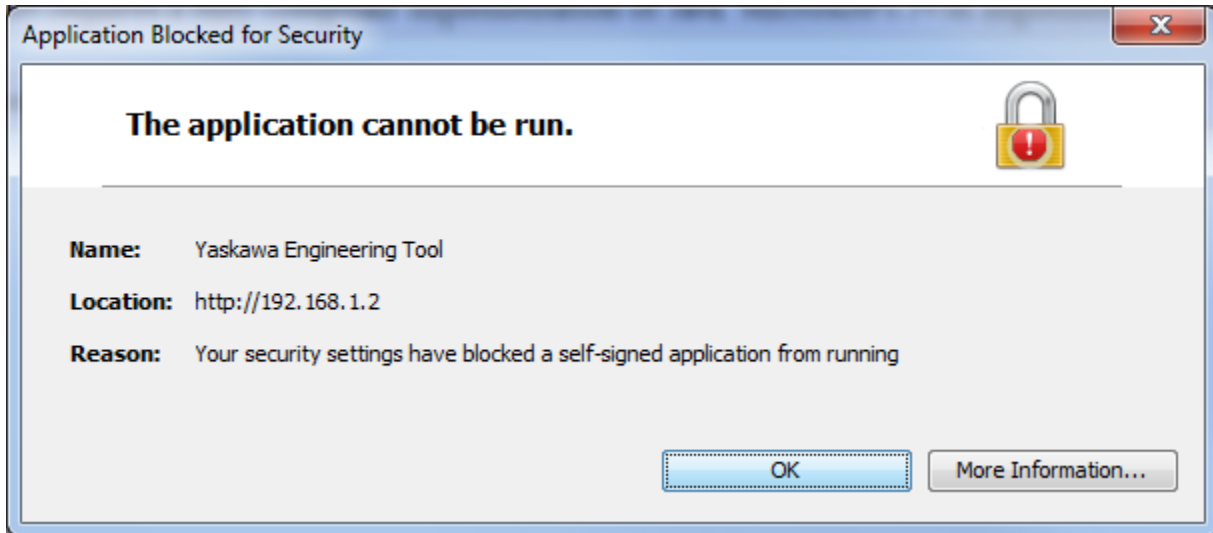 Application Blocked for Security
The application cannot be run.
Name: Yaskawa Engineering Tool
Location: http://192.168.1.2
Reason: Your security settings have blocked a self-signed application from running
OK More Information...